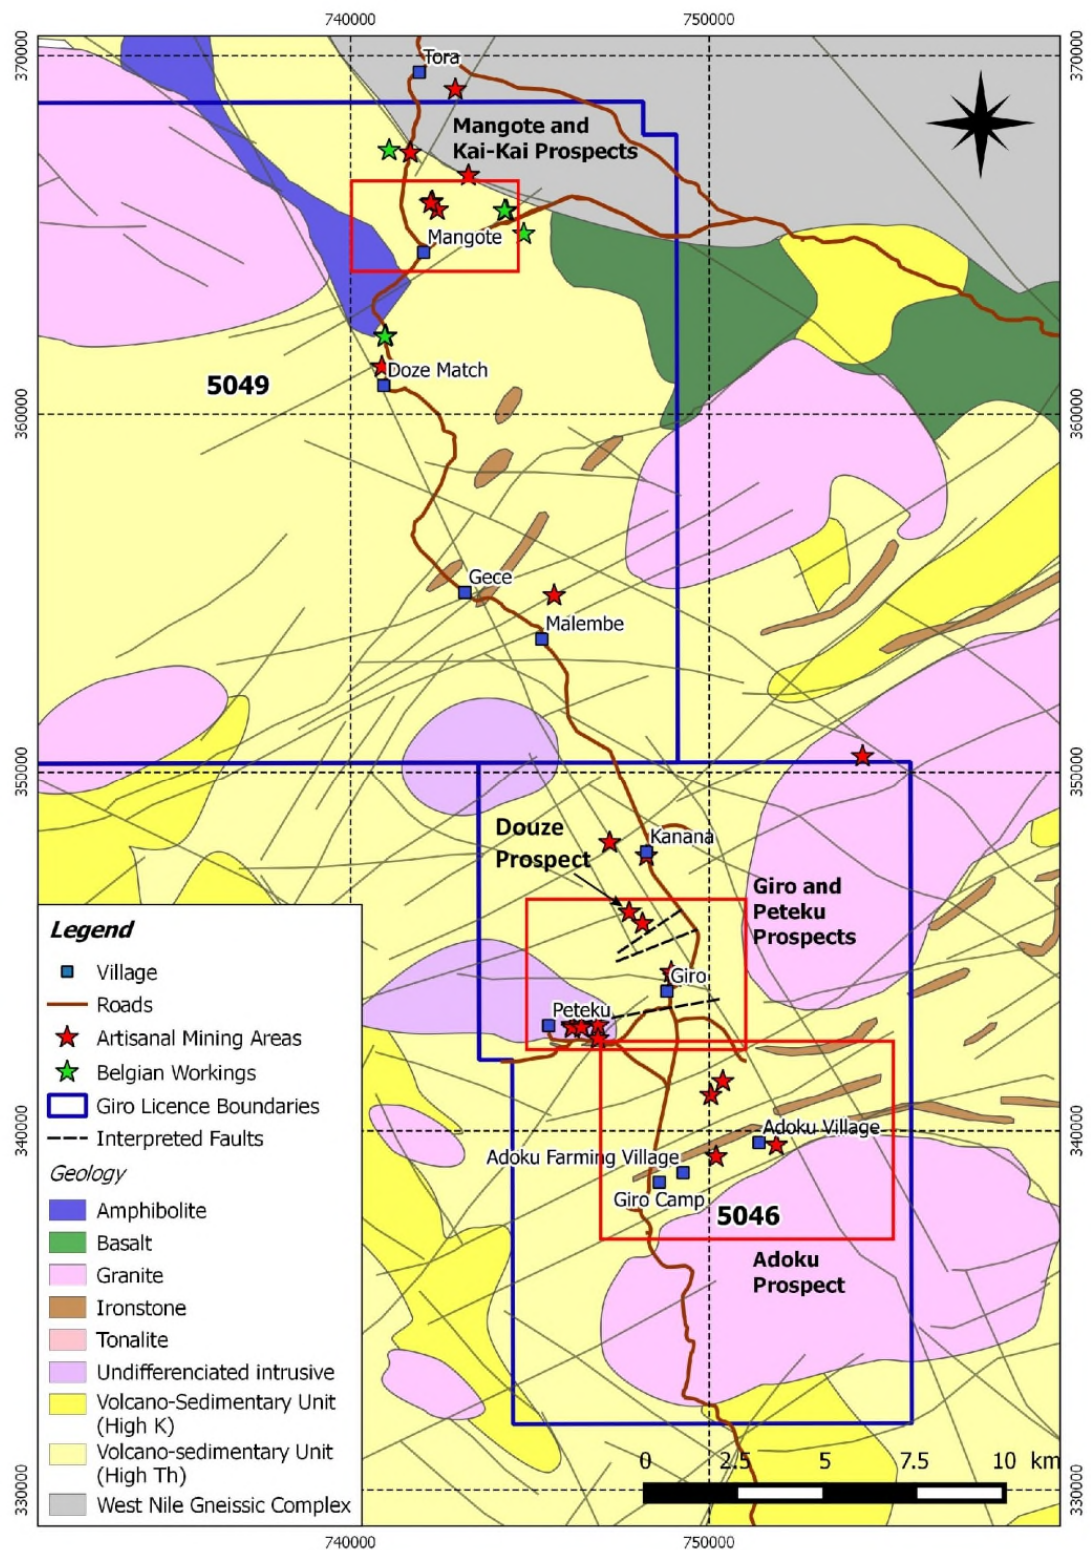 740000
750000
370000
370000
Tora
Mangote and
Kai-Kai Prospects
Mangote
Doze Match
5049
360000
360000
Gece
Malembe
350000
350000
Douze
Prospect
Kanana
Giro and
Peteku
Prospects
Giro
Peteku
340000
Adoku Village
Adoku Farming Village
Giro Camp
5046
Adoku
Prospect
Legend
Village
Roads
Artisanal Mining Areas
Belgian Workings
Giro Licence Boundaries
Interpreted Faults
Geology
Amphibolite
Basalt
Granite
Ironstone
Tonalite
Undifferenciated intrusive
Volcano-Sedimentary Unit
(High K)
Volcano-sedimentary Unit
(High Th)
West Nile Gneissic Complex
340000
0 2.5 5 7.5 10 km
330000
330000
740000
750000